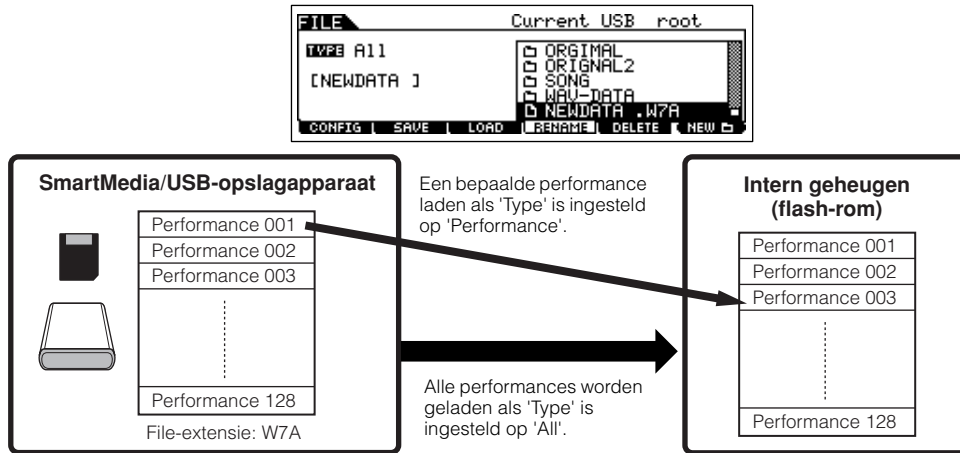 FILE Current USB root
TYPE All
[NEWDATA ]
ORGIMAL
ORIGNAL2
SONG
WAV-DATA
NEWDATA .W7A
CONFIG SAVE LOAD RENAME DELETE NEW
SmartMedia/USB-opslagapparaat
Performance 001
Performance 002
Performance 003
Performance 128
File-extensie: W7A
Een bepaalde performance
laden als 'Type' is ingesteld
op 'Performance'.
Alle performances worden
geladen als 'Type' is
ingesteld op 'All'.
Intern geheugen
(flash-rom)
Performance 001
Performance 002
Performance 003
Performance 128